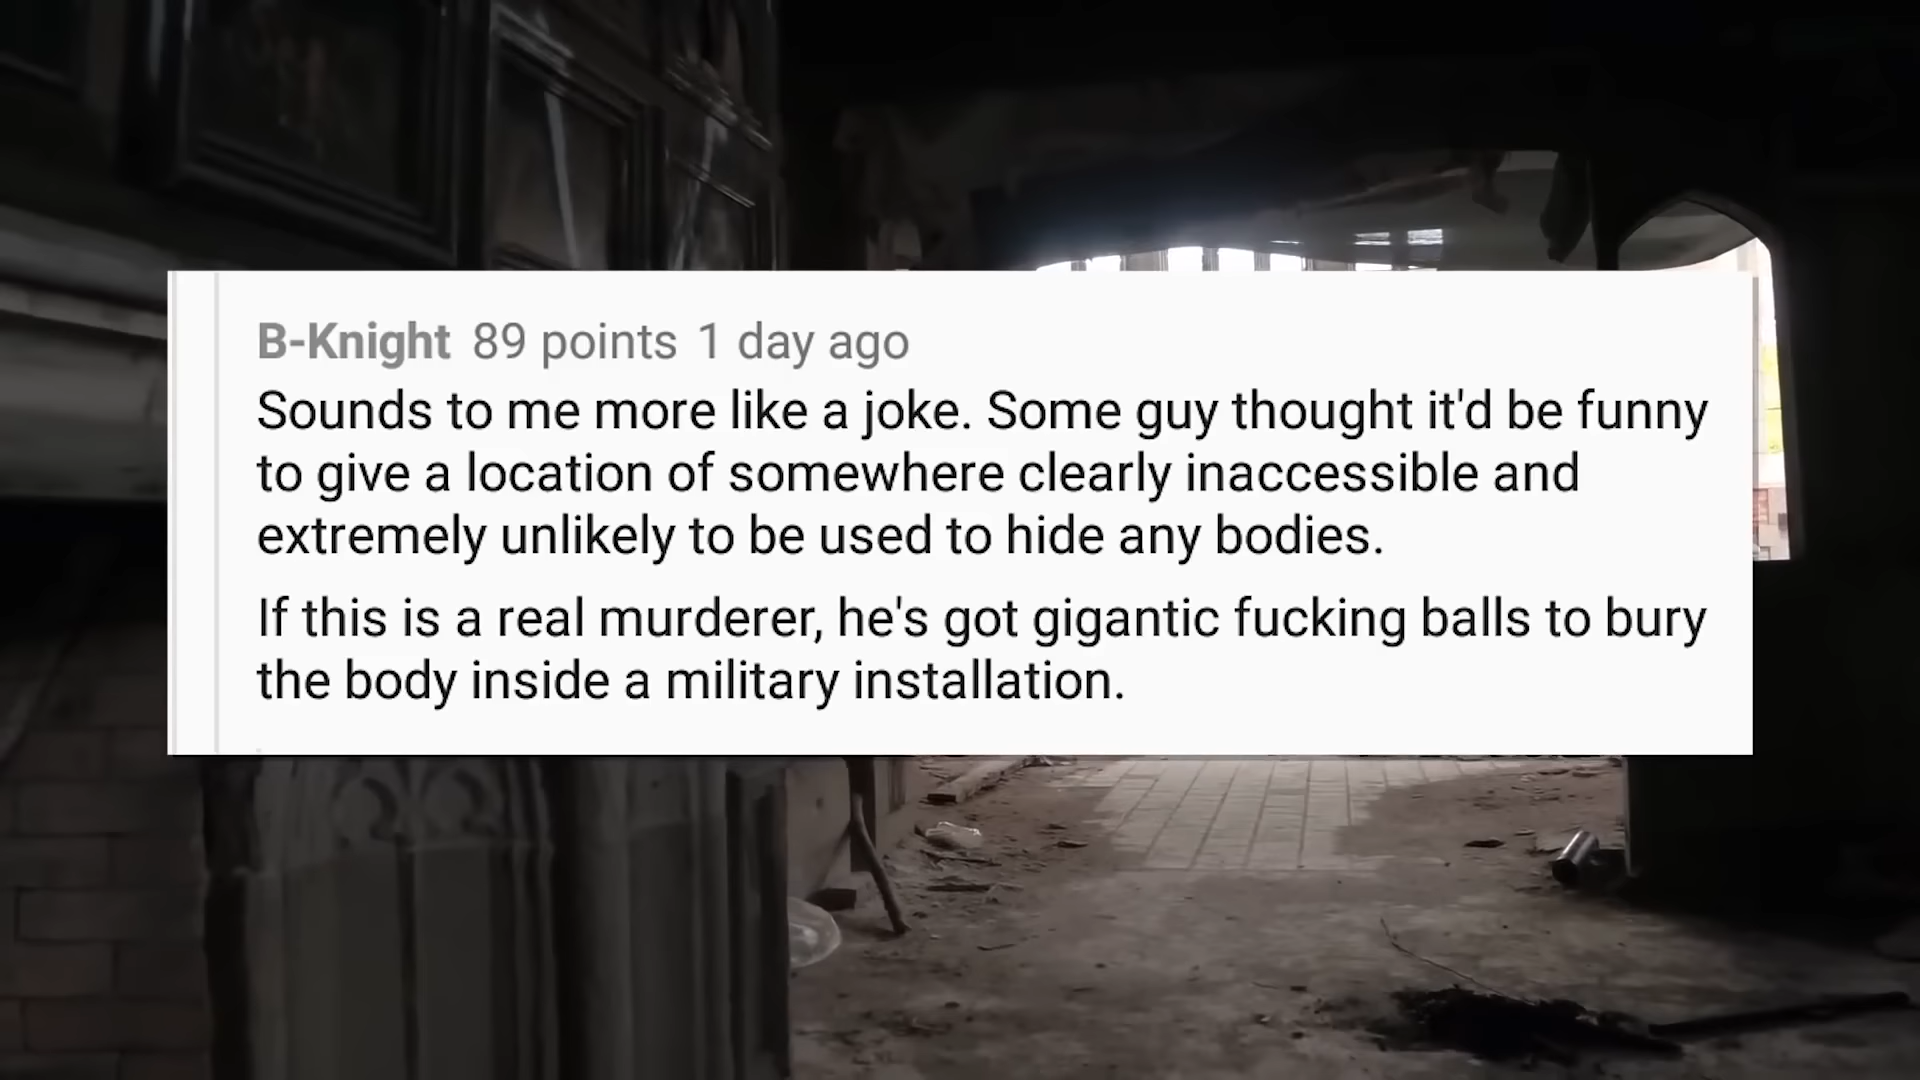 B-Knight 89 points 1 day ago
Sounds to me more like a joke. Some guy thought it'd be funny
to give a location of somewhere clearly inaccessible and
extremely unlikely to be used to hide any bodies.
If this is a real murderer, he's got gigantic fucking balls to bury
the body inside a military installation.